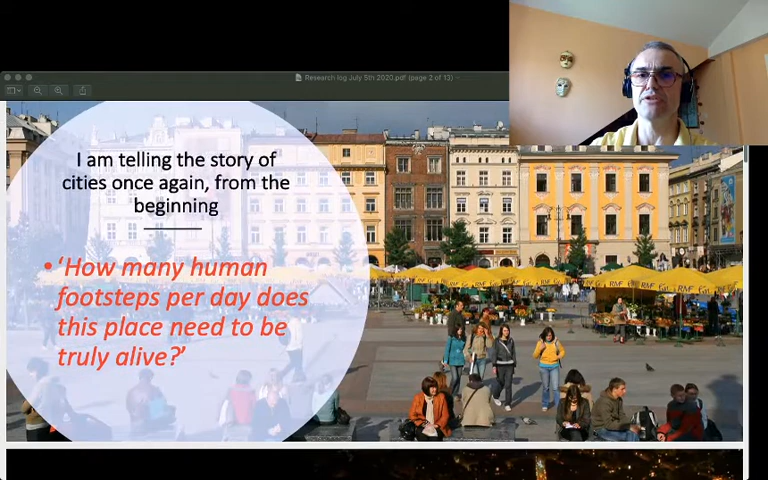 Research log July 5th 2020.pdf (page 2 of 13)
I am telling the story of
cities once again, from the
beginning
• 'How many human
footsteps per day does
this place need to be
truly alive?'
RMF